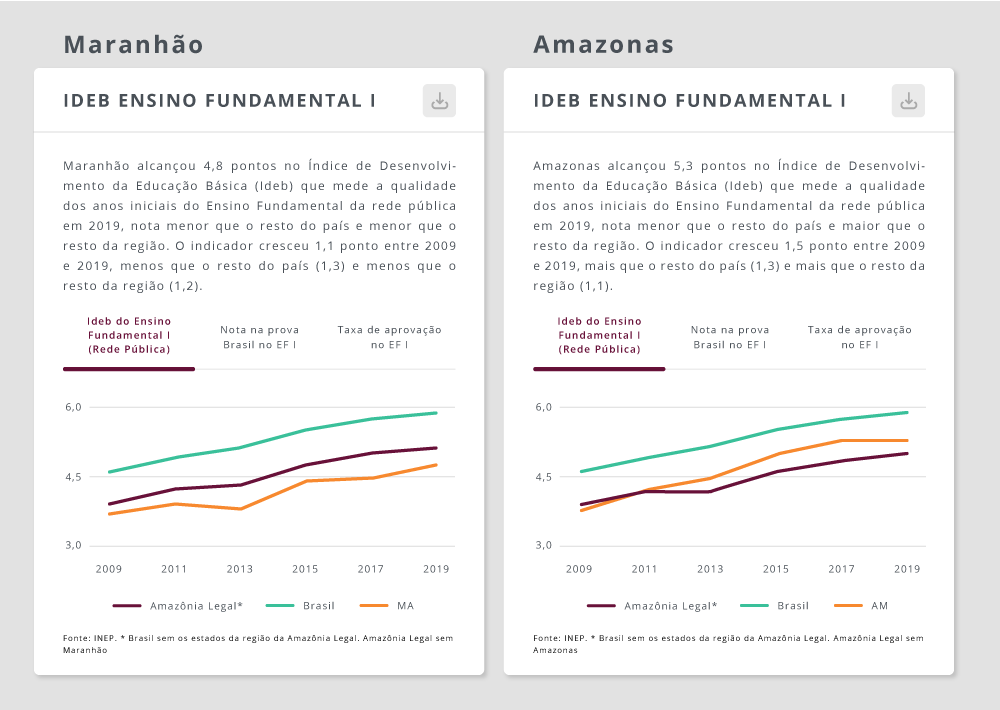 Maranhão
IDEB ENSINO FUNDAMENTAL I
Maranhão alcançou 4,8 pontos no Índice de Desenvolvi-
mento da Educação Básica (Ideb) que mede a qualidade
dos anos iniciais do Ensino Fundamental da rede pública
em 2019, nota menor que o resto do país e menor que o
resto da região. O indicador cresceu 1,1 ponto entre 2009
e 2019, menos que o resto do país (1,3) e menos que o
resto da região (1,2).
Ideb do Ensino
Fundamental I
(Rede Pública)
Nota na prova
Brasil no EF I
Taxa de aprovação
no EF I
6,0
4,5
3,0
2009 2011 2013 2015 2017 2019
Amazônia Legal* Brasil MA
Fonte: INEP. * Brasil sem os estados da região da Amazônia Legal. Amazônia Legal sem
Maranhão
Amazonas
IDEB ENSINO FUNDAMENTAL I
Amazonas alcançou 5,3 pontos no Índice de Desenvolvi-
mento da Educação Básica (Ideb) que mede a qualidade
dos anos iniciais do Ensino Fundamental da rede pública
em 2019, nota menor que o resto do país e maior que o
resto da região. O indicador cresceu 1,5 ponto entre 2009
e 2019, mais que o resto do país (1,3) e mais que o resto da
região (1,1).
Ideb do Ensino
Fundamental I
(Rede Pública)
Nota na prova
Brasil no EF I
Taxa de aprovação
no EF I
6,0
4,5
3,0
2009 2011 2013 2015 2017 2019
Amazônia Legal* Brasil AM
Fonte: INEP. * Brasil sem os estados da região da Amazônia Legal. Amazônia Legal sem
Amazonas